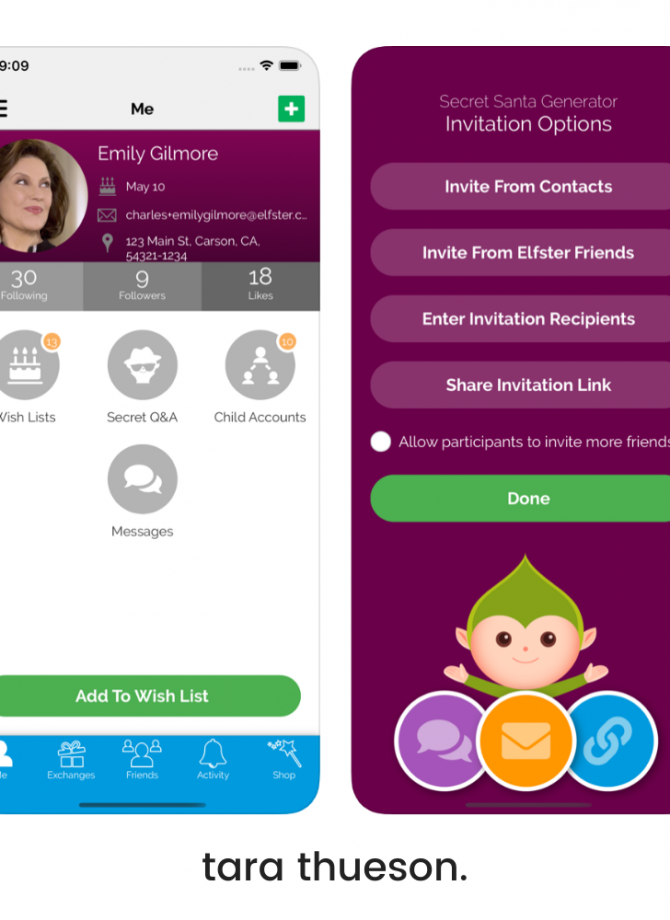 9:09
Me
Emily Gilmore
May 10
charles+emilygilmore@elfster.c...
123 Main St, Carson, CA,
54321-1234
30
Following
9
Followers
18
Likes
13
10
Wish Lists
Secret Q&A
Child Accounts
Messages
Add To Wish List
Me
Exchanges
Friends
Activity
Shop
Secret Santa Generator
Invitation Options
Invite From Contacts
Invite From Elfster Friends
Enter Invitation Recipients
Share Invitation Link
Allow participants to invite more friends
Done
tara thueson.